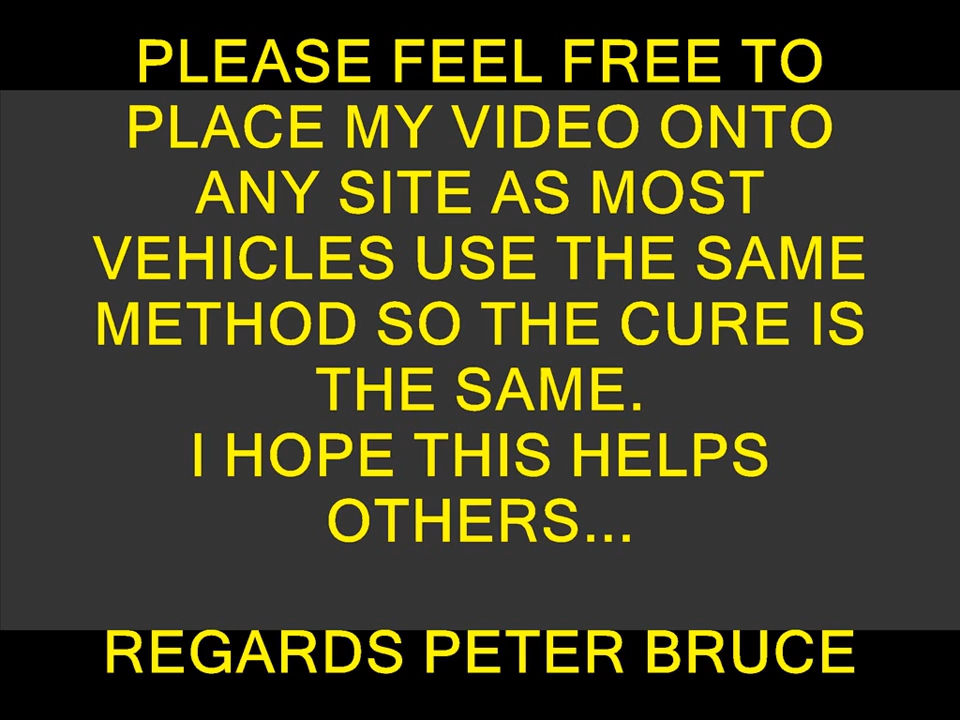 PLEASE FEEL FREE TO
PLACE MY VIDEO ONTO
ANY SITE AS MOST
VEHICLES USE THE SAME
METHOD SO THE CURE IS
THE SAME.
I HOPE THIS HELPS
OTHERS...
REGARDS PETER BRUCE